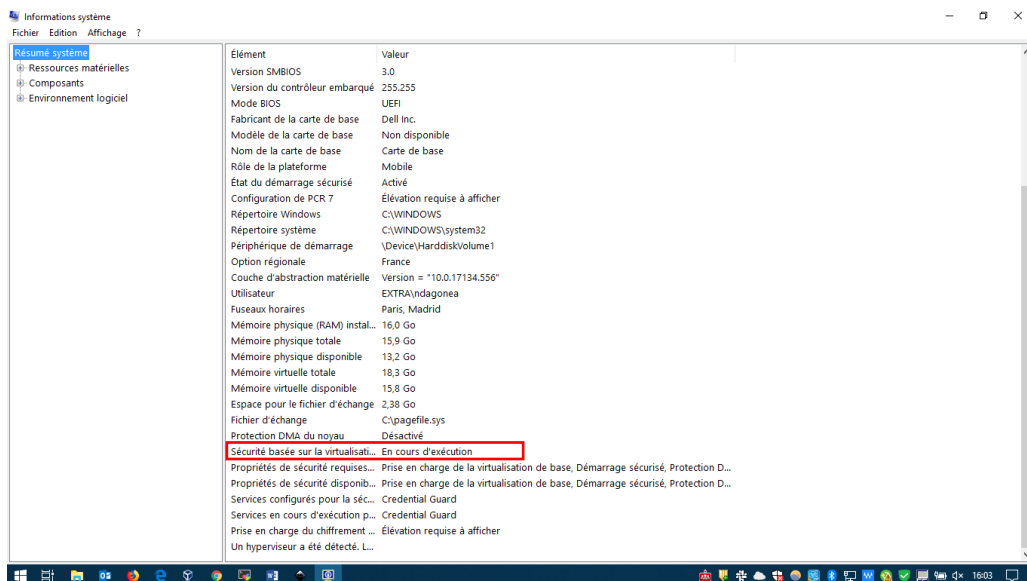 Informations système
Fichier Edition Affichage ?
Résumé système
Ressources matérielles
Composants
Environnement logiciel
Élément Valeur
Version SMBIOS 3.0
Version du contrôleur embarqué 255.255
Mode BIOS UEFI
Fabricant de la carte de base Dell Inc.
Modèle de la carte de base Non disponible
Nom de la carte de base Carte de base
Rôle de la plateforme Mobile
État du démarrage sécurisé Activé
Configuration de PCR 7 Élévation requise à afficher
Répertoire Windows C:\WINDOWS
Répertoire système C:\WINDOWS\system32
Périphérique de démarrage \Device\HarddiskVolume1
Option régionale France
Couche d'abstraction matérielle Version = "10.0.17134.556"
Utilisateur EXTRA\ndagonea
Fuseaux horaires Paris, Madrid
Mémoire physique (RAM) instal... 16,0 Go
Mémoire physique totale 15,9 Go
Mémoire physique disponible 13,2 Go
Mémoire virtuelle totale 18,3 Go
Mémoire virtuelle disponible 15,8 Go
Espace pour le fichier d'échange 2,38 Go
Fichier d'échange C:\pagefile.sys
Protection DMA du noyau Désactivé
Sécurité basée sur la virtualisati... En cours d'exécution
Propriétés de sécurité requises... Prise en charge de la virtualisation de base, Démarrage sécurisé, Protection D...
Propriétés de sécurité disponib... Prise en charge de la virtualisation de base, Démarrage sécurisé, Protection D...
Services configurés pour la séc... Credential Guard
Services en cours d'exécution p... Credential Guard
Prise en charge du chiffrement ... Élévation requise à afficher
Un hyperviseur a été détecté. L...
16:03